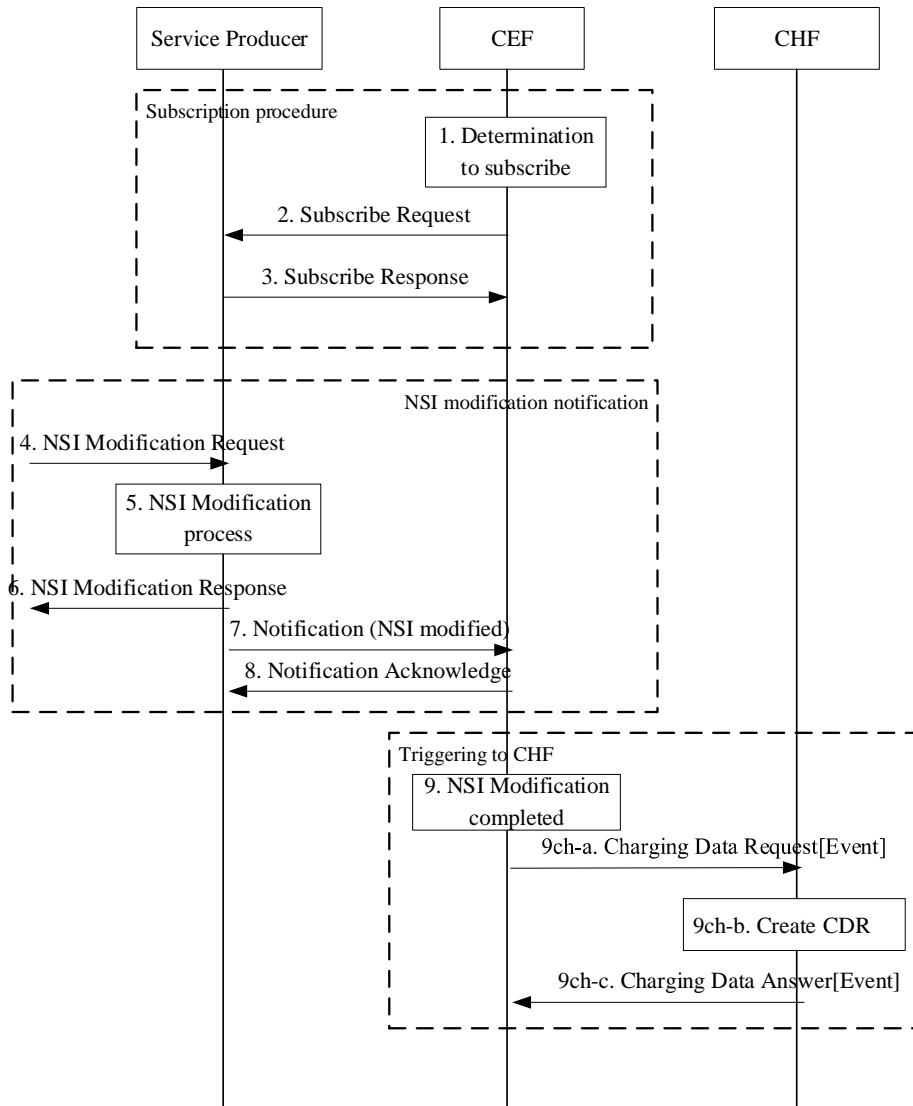 Service Producer
CEF
CHF
Subscription procedure
1. Determination
to subscribe
2. Subscribe Request
3. Subscribe Response
NSI modification notification
4. NSI Modification Request
5. NSI Modification
process
6. NSI Modification Response
7. Notification (NSI modified)
8. Notification Acknowledge
Triggering to CHF
9. NSI Modification
completed
9ch-a. Charging Data Request[Event]
9ch-b. Create CDR
9ch-c. Charging Data Answer[Event]